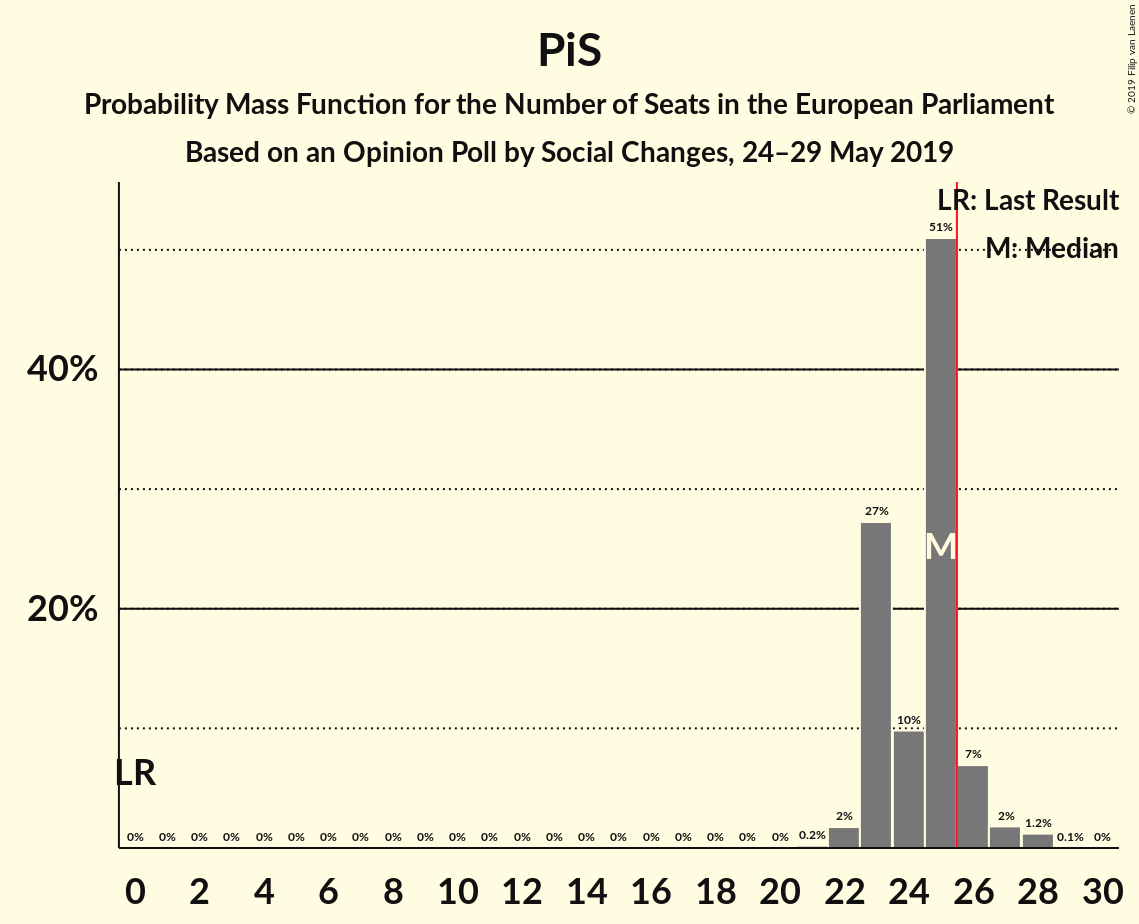 PiS
Probability Mass Function for the Number of Seats in the European Parliament
Based on an Opinion Poll by Social Changes, 24–29 May 2019
© 2019 Filip van Laenen
LR: Last Result
M: Median
51%
40%
27%
M
20%
10%
7%
LR
0% 0% 0% 0% 0% 0% 0% 0% 0% 0% 0% 0% 0% 0% 0% 0% 0% 0% 0% 0% 0% 0.2% 2% 2% 1.2% 0.1% 0%
0 2 4 6 8 10 12 14 16 18 20 22 24 26 28 30